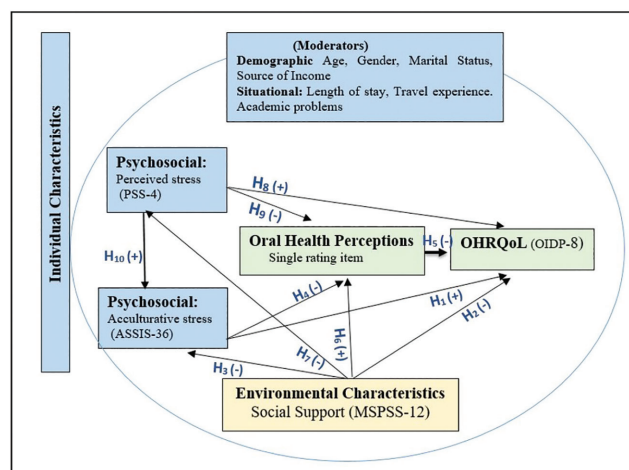 Individual Characteristics
(Moderators)
Demographic Age, Gender, Marital Status,
Source of Income
Situational: Length of stay, Travel experience.
Academic problems
Psychosocial:
Perceived stress
(PSS-4)
H8 (+)
H9 (-)
Oral Health Perceptions
Single rating item
H5 (-)
OHRQoL (OIDP-8)
H10 (+)
Psychosocial:
Acculturative stress
(ASSIS-36)
H4 (-)
H1 (+)
H2 (-)
H6 (+)
H7 (-)
H3 (-)
Environmental Characteristics
Social Support (MSPSS-12)